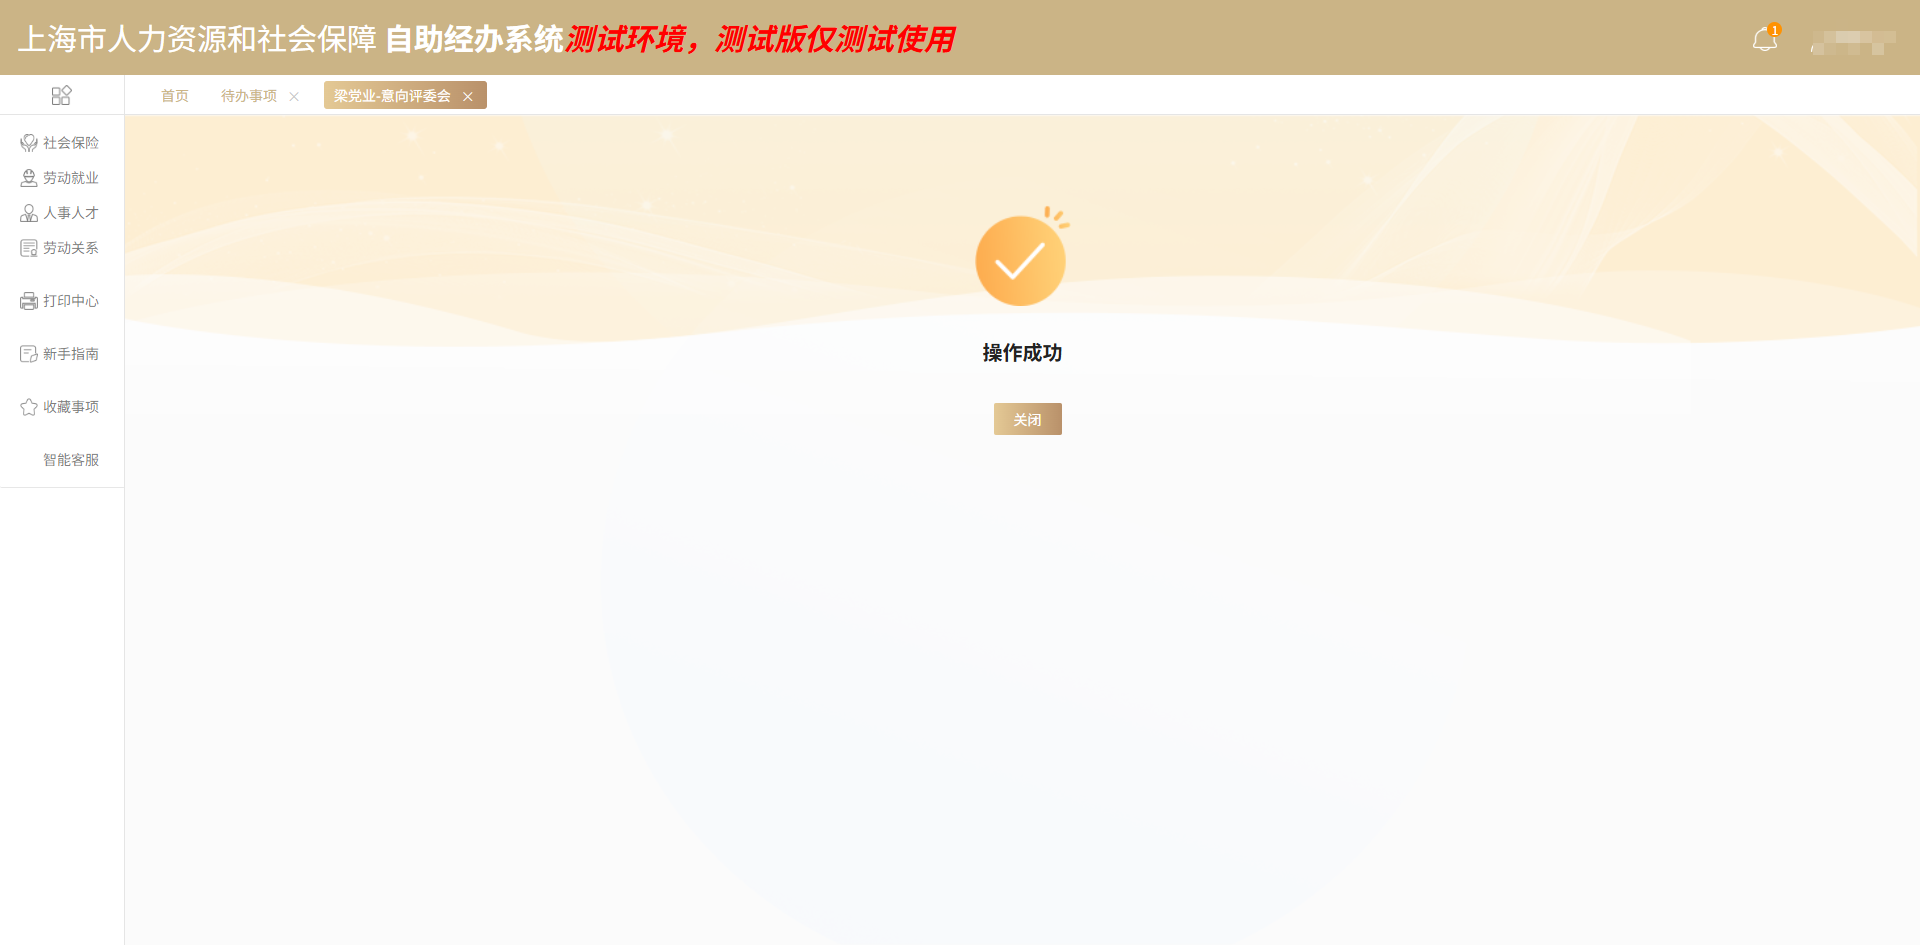 上海市人力资源和社会保障 自助经办系统测试环境，测试版仅测试使用
1
首页
待办事项
梁党业-意向评委会
社会保险
劳动就业
人事人才
劳动关系
打印中心
新手指南
收藏事项
智能客服
操作成功
关闭